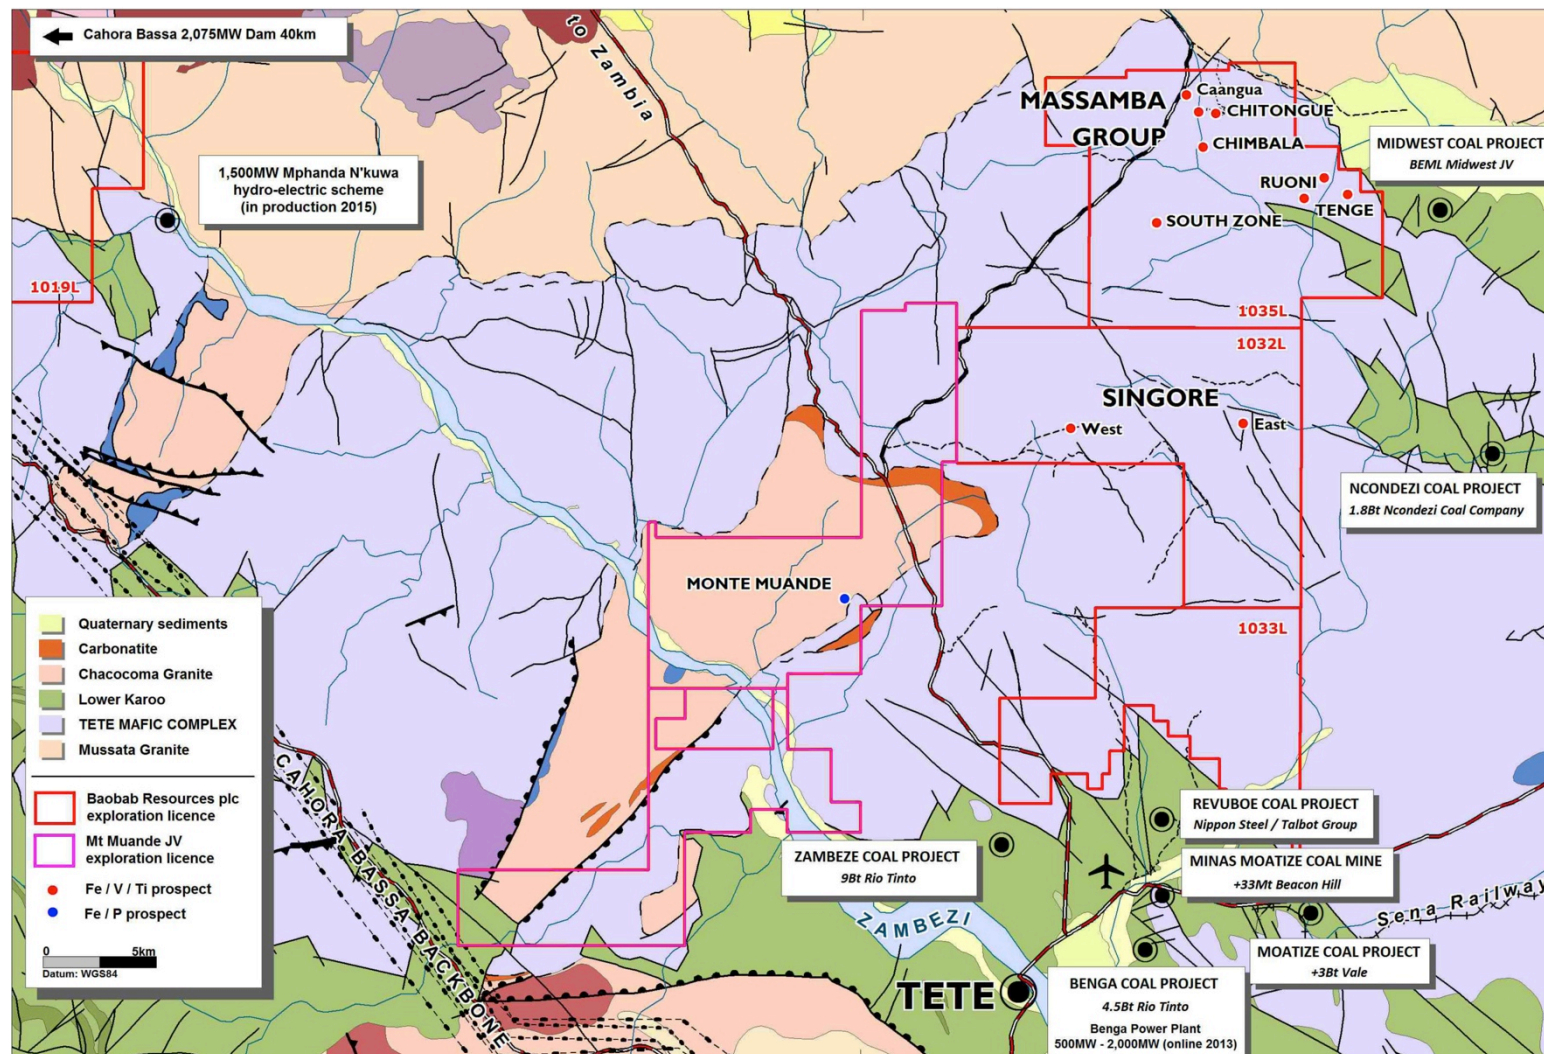 Cahora Bassa 2,075MW Dam 40km
to Zambia
1,500MW Mphanda N'kuwa
hydro-electric scheme
(in production 2015)
1019L
MASSAMBA
GROUP
Caangua
CHITONGUE
CHIMBALA
RUONI
TENGE
SOUTH ZONE
MIDWEST COAL PROJECT
BEML Midwest JV
1035L
1032L
SINGORE
West
East
NCONDEZI COAL PROJECT
1.8Bt Ncondezi Coal Company
MONTE MUANDE
1033L
Quaternary sediments
Carbonatite
Chacocoma Granite
Lower Karoo
TETE MAFIC COMPLEX
Mussata Granite
Baobab Resources plc
exploration licence
Mt Muande JV
exploration licence
Fe / V / Ti prospect
Fe / P prospect
0 5km
Datum: WGS84
CAHORA BASSA BACKBONE
REVUBOE COAL PROJECT
Nippon Steel / Talbot Group
ZAMBEZE COAL PROJECT
9Bt Rio Tinto
MINAS MOATIZE COAL MINE
+33Mt Beacon Hill
ZAMBEZI
Sena Railway
MOATIZE COAL PROJECT
+3Bt Vale
TETE
BENGA COAL PROJECT
4.5Bt Rio Tinto
Benga Power Plant
500MW - 2,000MW (online 2013)